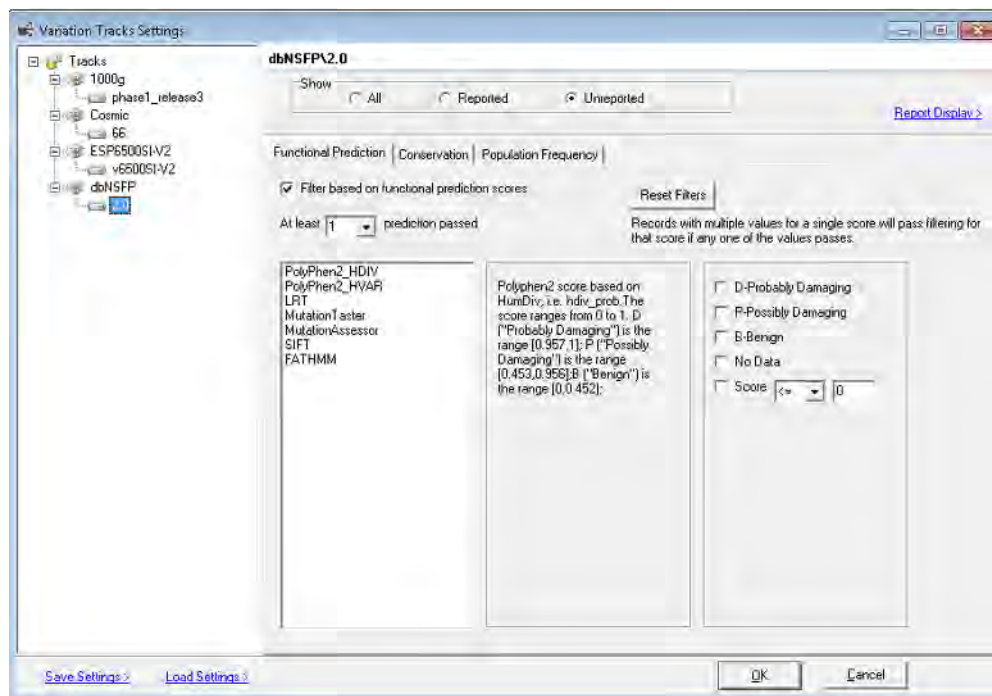 Variation Tracks Settings
Tracks
1000g
phase1_release3
Cosmic
66
ESP6500SI-V2
v6500SI-V2
dbNSFP
2.0
dbNSFP\2.0
Show
All
Reported
Unreported
Report Display >
Functional Prediction
Conservation
Population Frequency
Filter based on functional prediction scores
Reset Filters
At least 1 prediction passed
Records with multiple values for a single score will pass filtering for
that score if any one of the values passes.
PolyPhen2_HDIV
PolyPhen2_HVAR
LRT
MutationTaster
MutationAssessor
SIFT
FATHMM
Polyphen2 score based on
HumDiv, i.e. hdiv_prob.The
score ranges from 0 to 1. D
("Probably Damaging") is the
range [0.957,1]; P ("Possibly
Damaging") is the range
[0.453,0.956];B ("Benign") is
the range [0,0.452];
D-Probably Damaging
P-Possibly Damaging
B-Benign
No Data
Score <= 0
Save Settings >
Load Settings >
OK
Cancel